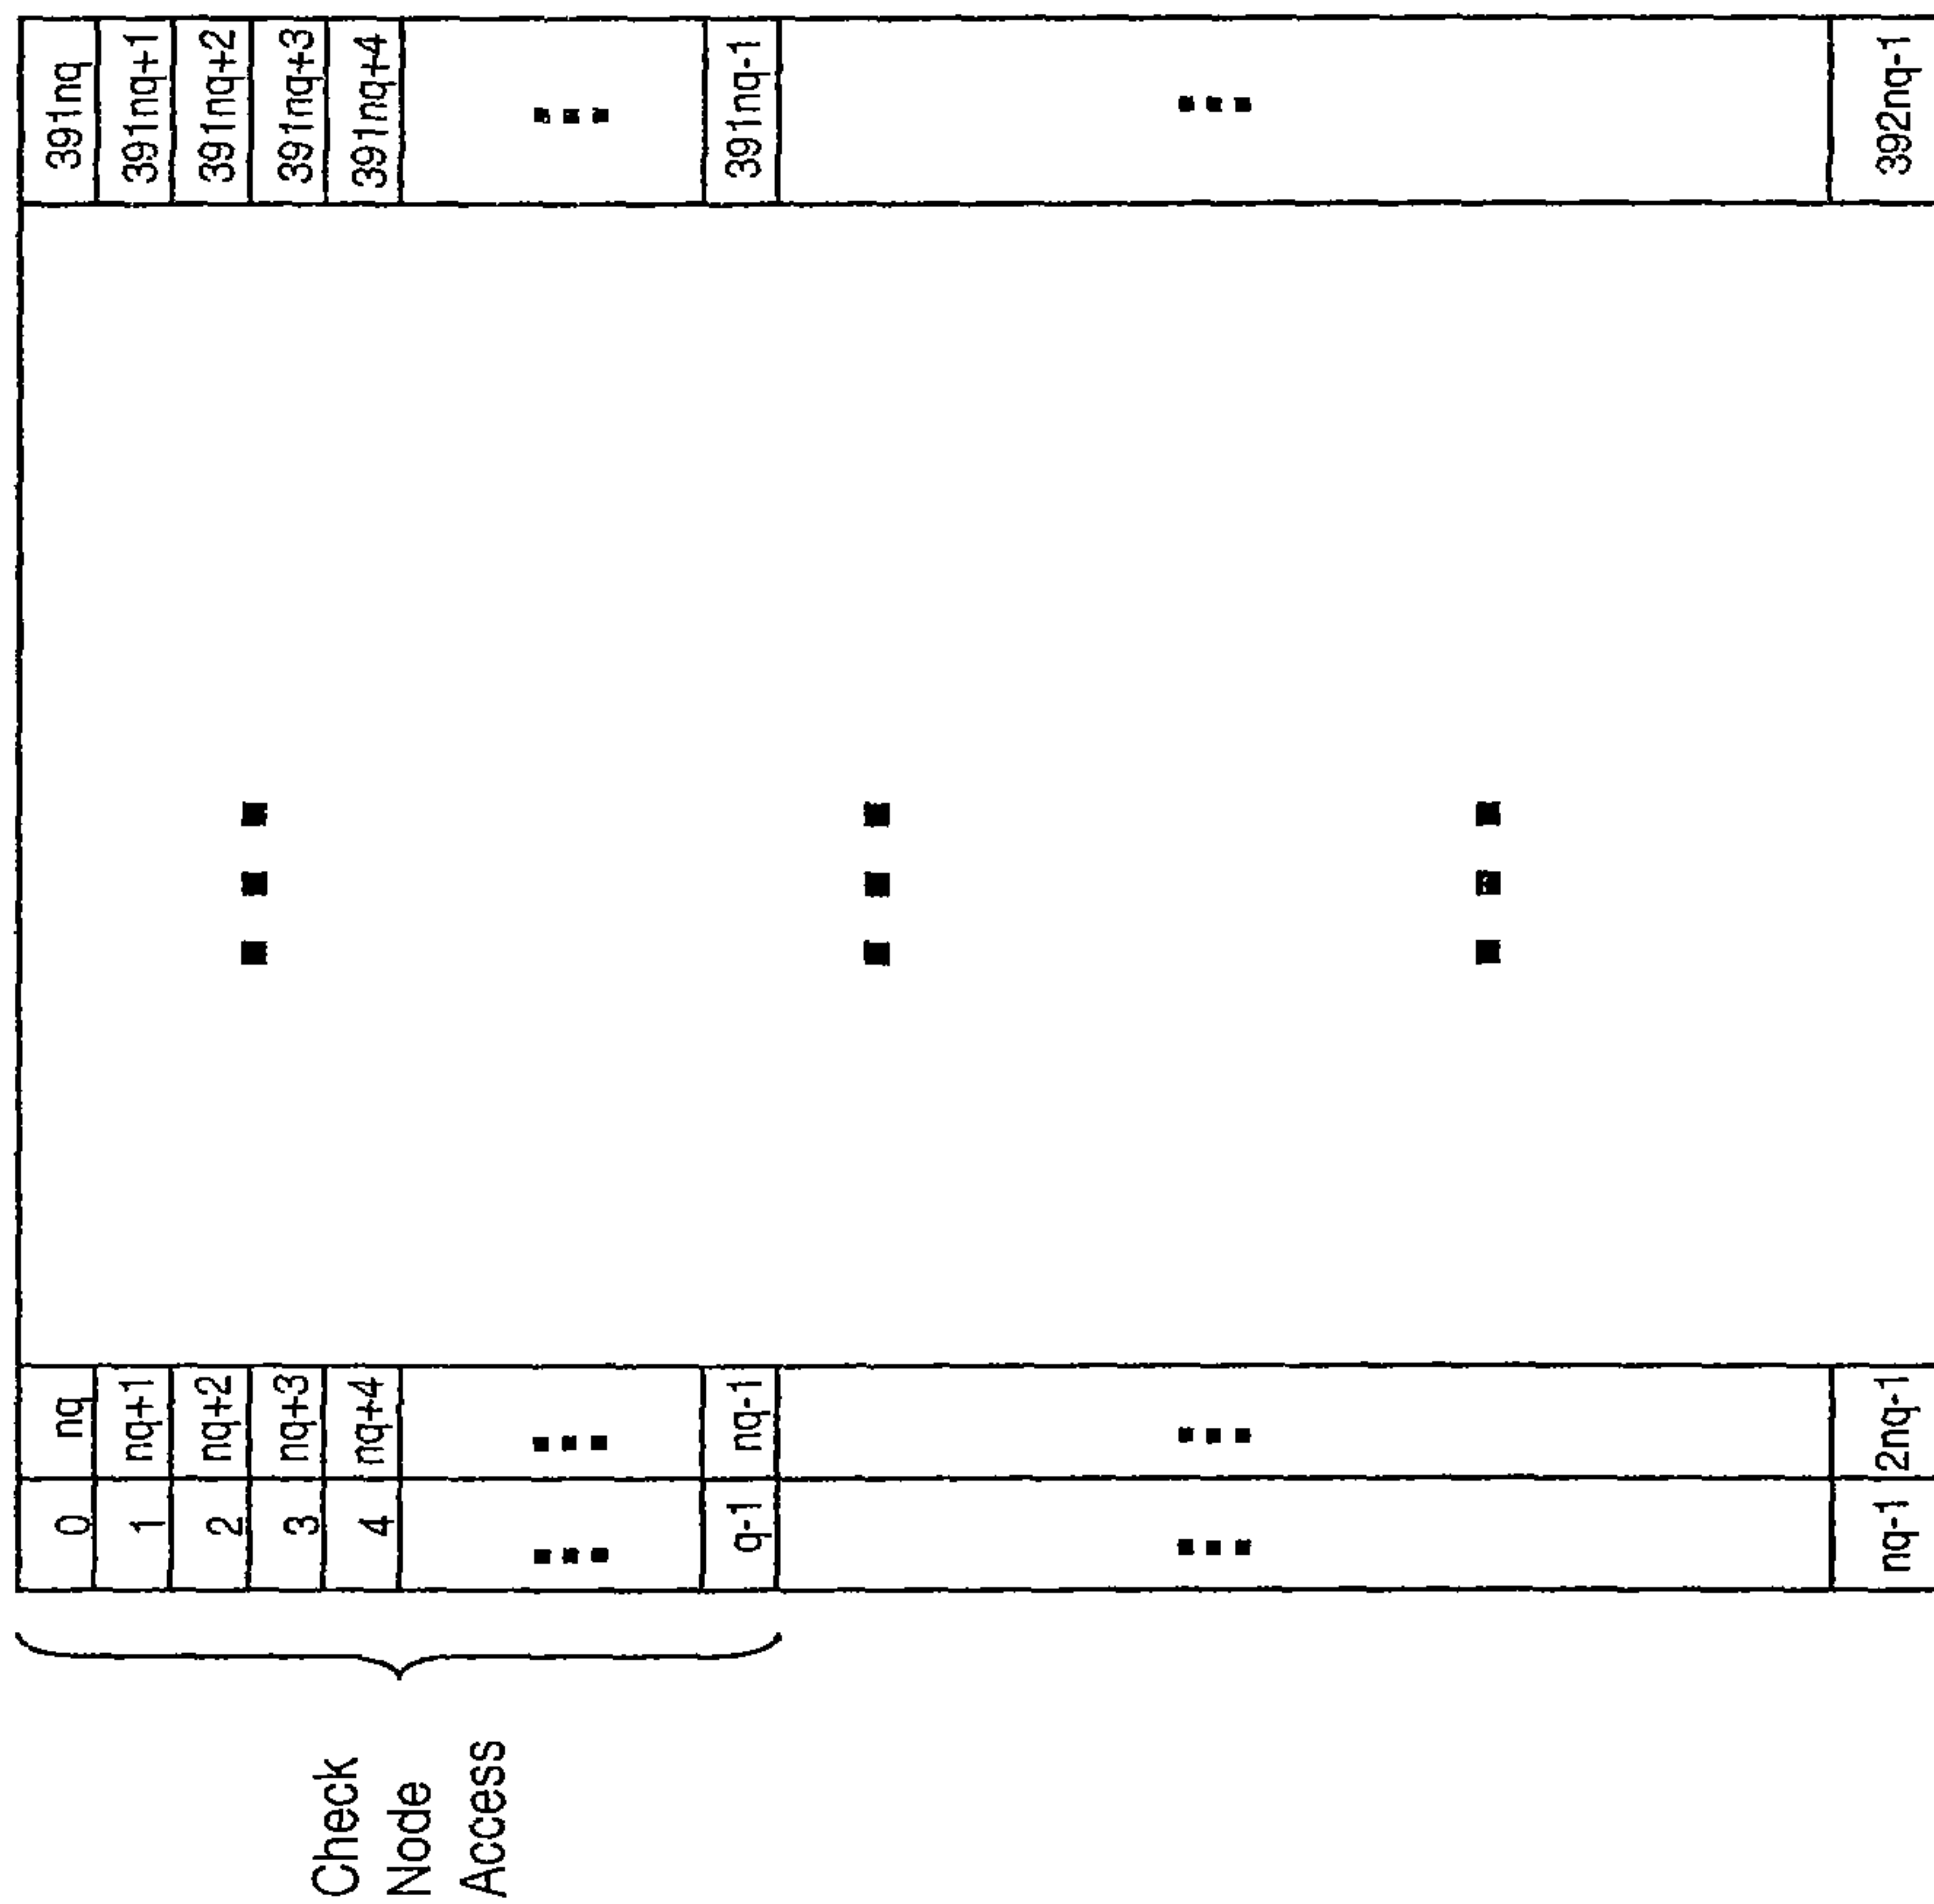 Check
Node
Access
0 nq 391nq
1 nq+1 391nq+1
2 nq+2 391nq+2
3 nq+3 391nq+3
4 nq+4 391nq+4
q-1 nq-1 391nq-1
nq-1 2nq-1 392nq-1